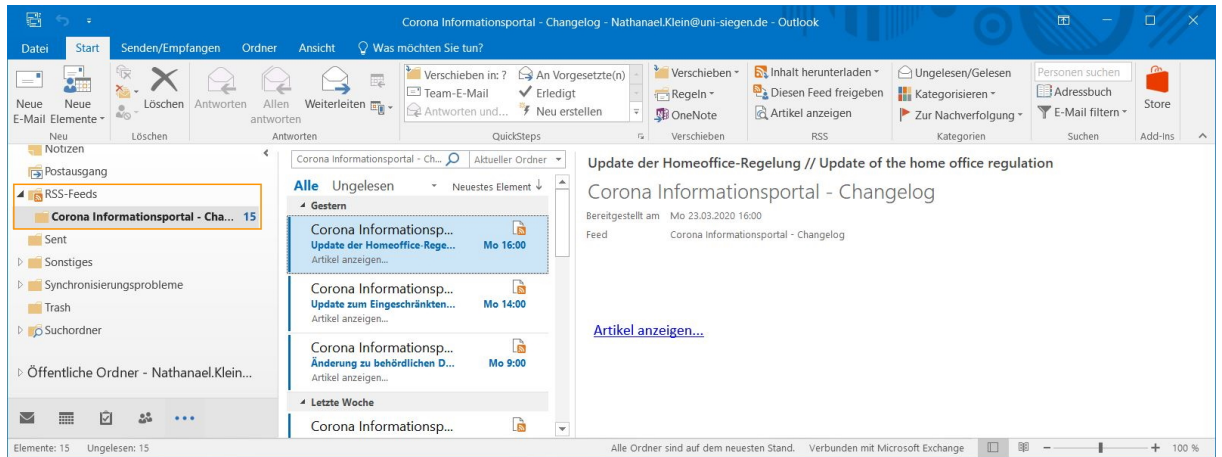 Corona Informationsportal - Changelog - Nathanael.Klein@uni-siegen.de - Outlook
Datei Start Senden/Empfangen Ordner Ansicht Was möchten Sie tun?
Neue E-Mail
Neue Elemente
Neu
Löschen
Löschen
Antworten
Allen antworten
Weiterleiten
Antworten
Verschieben in: ?
Team-E-Mail
Antworten und...
An Vorgesetzte(n)
Erledigt
Neu erstellen
QuickSteps
Verschieben
Regeln
OneNote
Verschieben
Inhalt herunterladen
Diesen Feed freigeben
Artikel anzeigen
RSS
Ungelesen/Gelesen
Kategorisieren
Zur Nachverfolgung
Kategorien
Personen suchen
Adressbuch
E-Mail filtern
Suchen
Store
Add-Ins
Notizen
Postausgang
RSS-Feeds
Corona Informationsportal - Cha... 15
Sent
Sonstiges
Synchronisierungsprobleme
Trash
Suchordner
Öffentliche Ordner - Nathanael.Klein...
Corona Informationsportal - Ch... Aktueller Ordner
Alle Ungelesen Neuestes Element ↓
Gestern
Corona Informationsp...
Update der Homeoffice-Rege... Mo 16:00
Artikel anzeigen...
Corona Informationsp...
Update zum Eingeschränkten... Mo 14:00
Artikel anzeigen...
Corona Informationsp...
Änderung zu behördlichen D... Mo 9:00
Artikel anzeigen...
Letzte Woche
Corona Informationsp...
Update der Homeoffice-Regelung // Update of the home office regulation
Corona Informationsportal - Changelog
Bereitgestellt am Mo 23.03.2020 16:00
Feed Corona Informationsportal - Changelog
Artikel anzeigen...
Elemente: 15 Ungelesen: 15 Alle Ordner sind auf dem neuesten Stand. Verbunden mit Microsoft Exchange 100 %